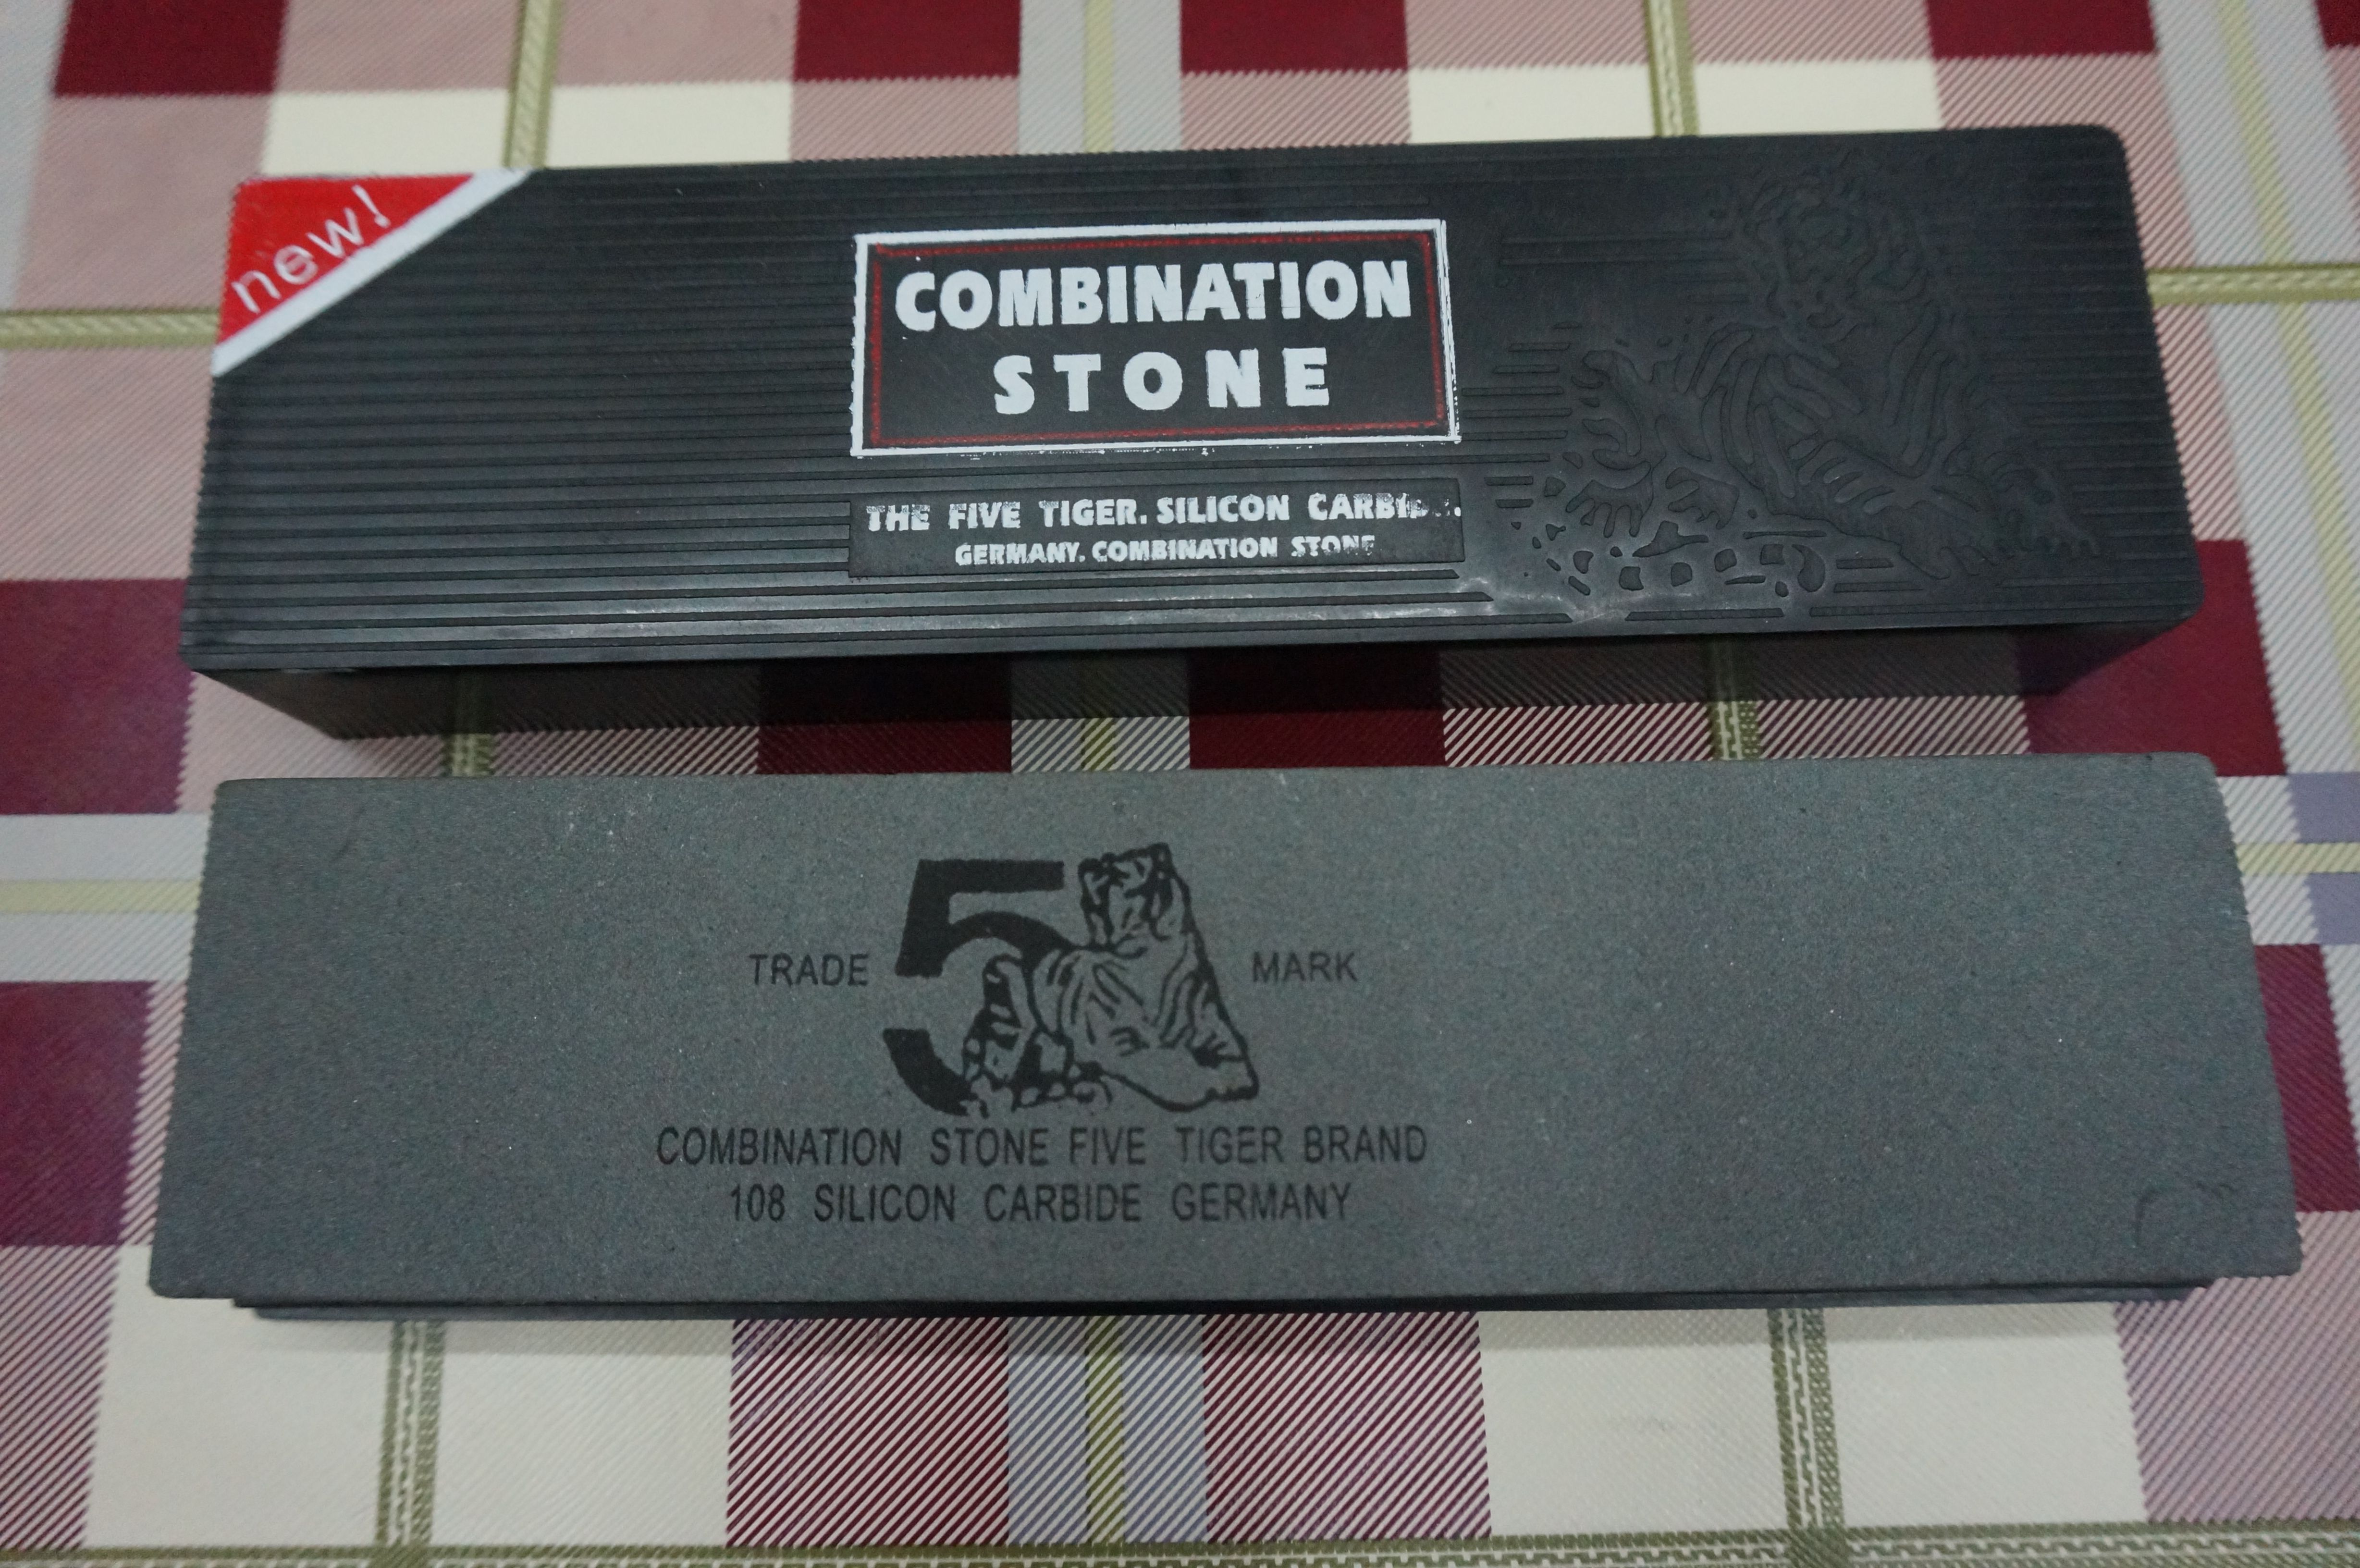 new!
COMBINATION
STONE
THE FIVE TIGER. SILICON
GERMANY. COMBINATION STONE
5
TRADE MARK
COMBINATION STONE FIVE TIGER BRAND
108 SILICON CARBIDE GERMANY